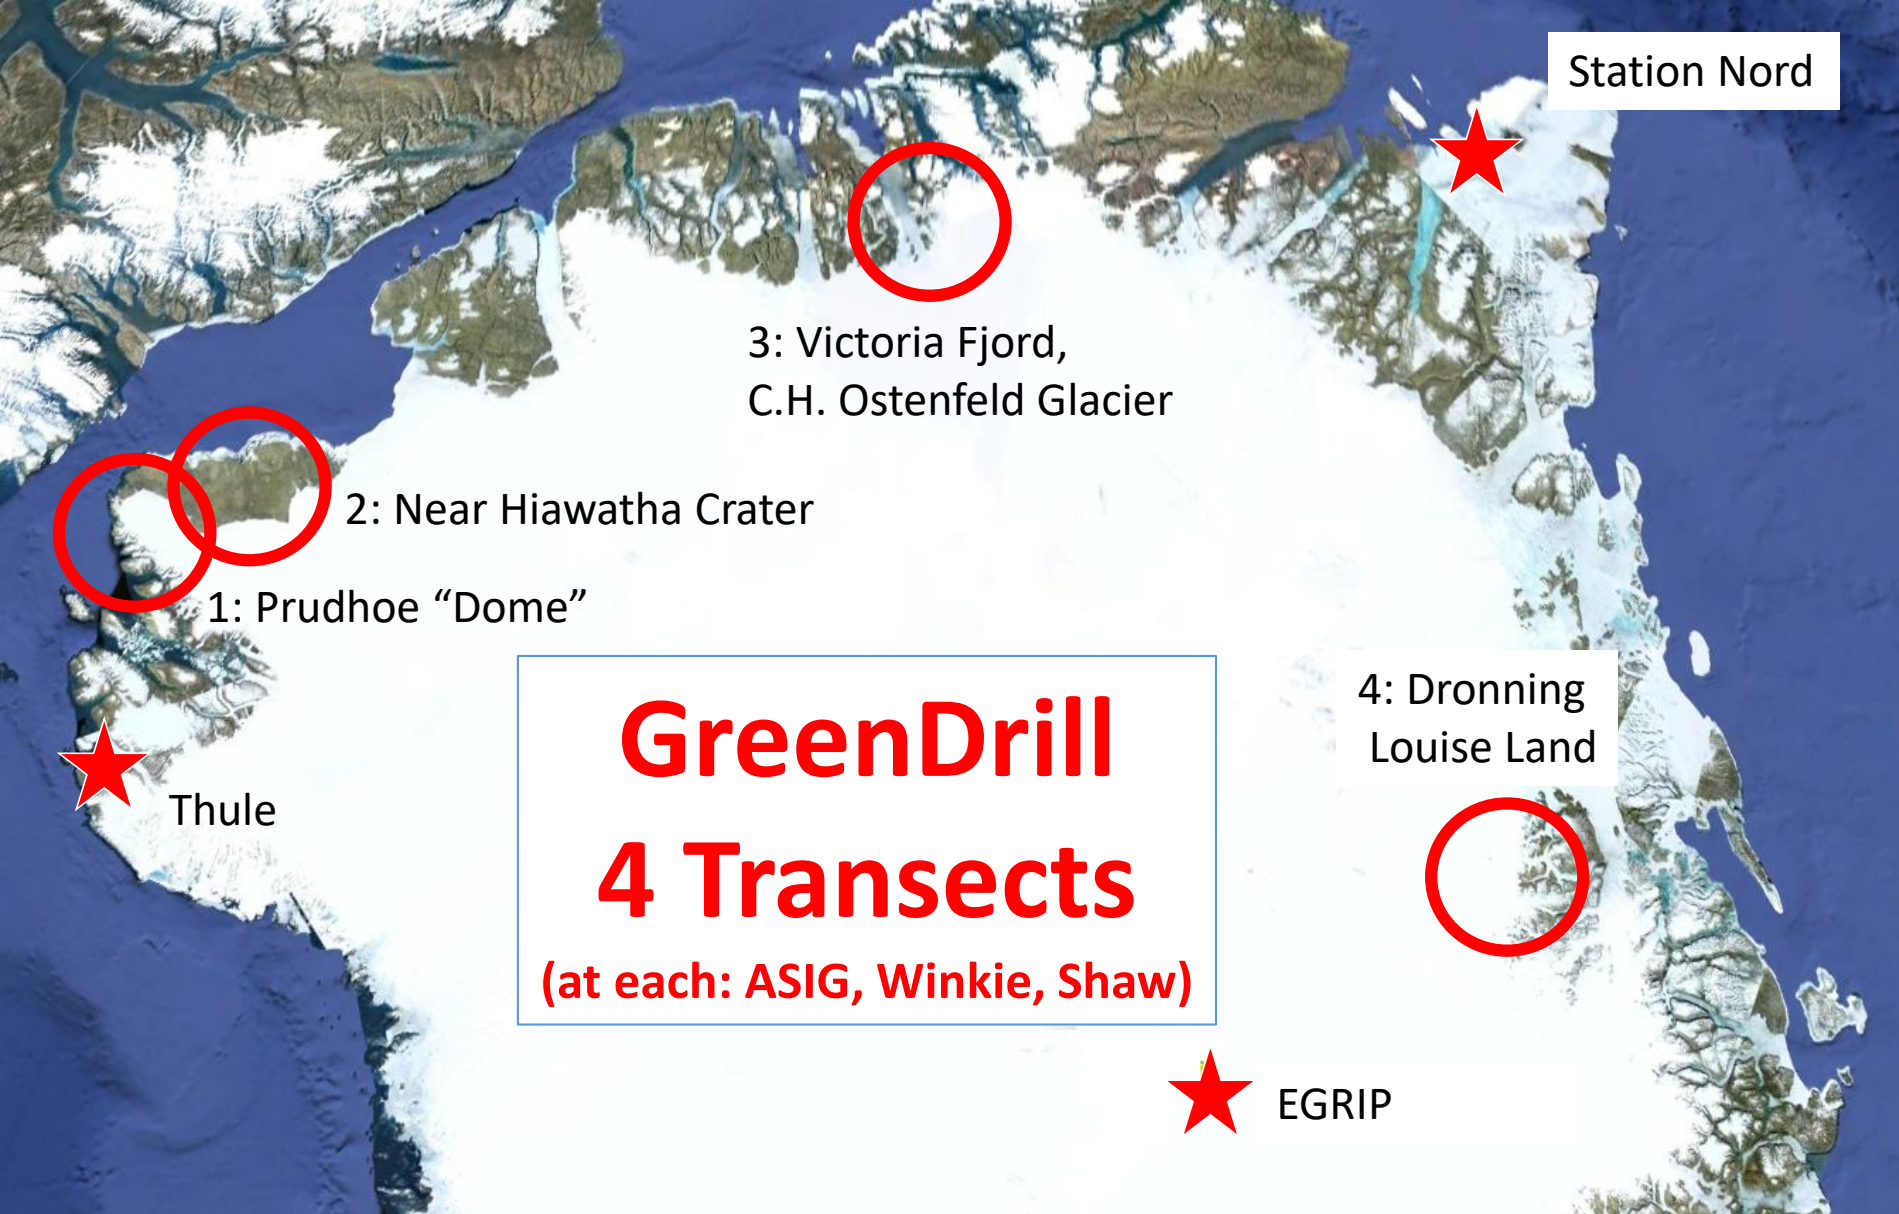 Station Nord
3: Victoria Fjord,
C.H. Ostenfeld Glacier
2: Near Hiawatha Crater
1: Prudhoe “Dome”
GreenDrill
4 Transects
(at each: ASIG, Winkie, Shaw)
4: Dronning
Louise Land
Thule
EGRIP